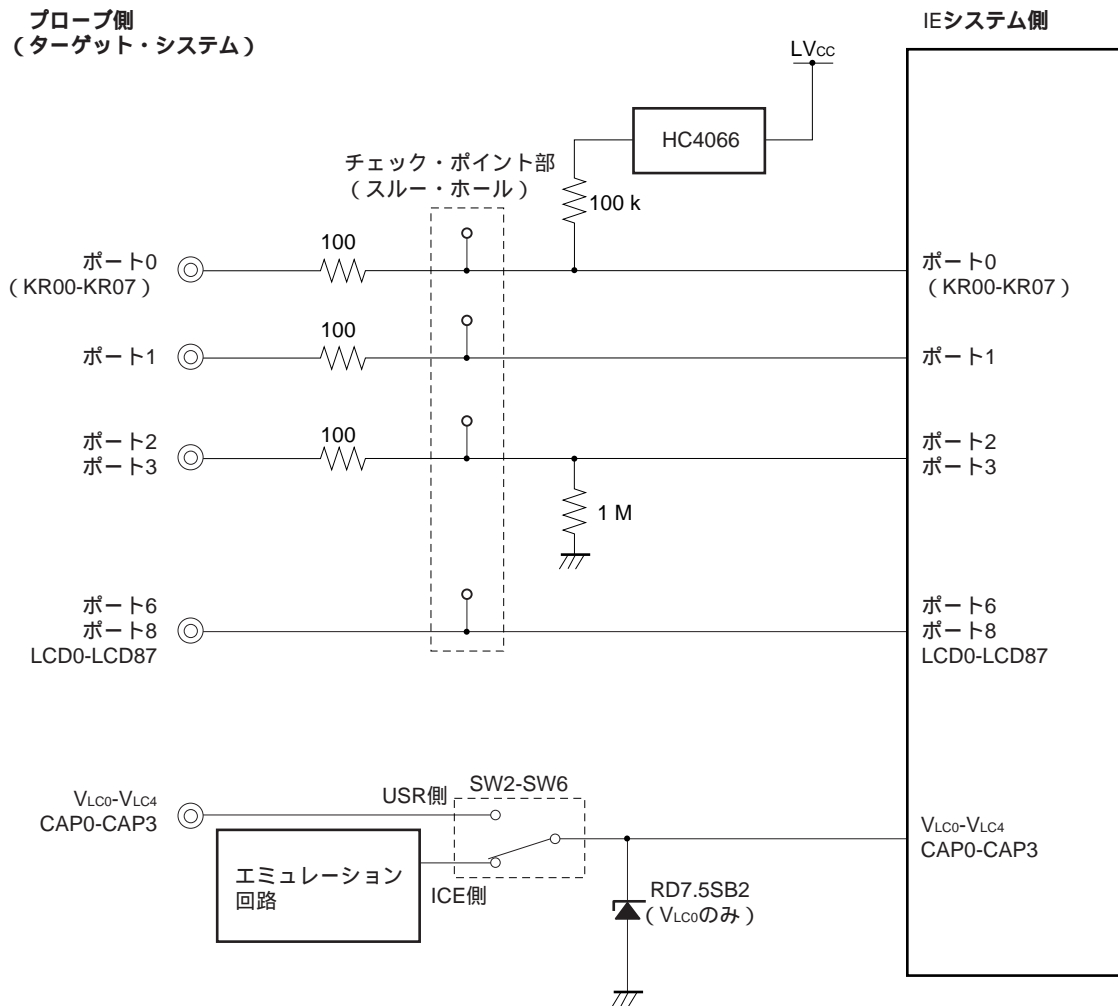 プローブ側
(ターゲット・システム)
IEシステム側
LVCC
HC4066
チェック・ポイント部
(スルー・ホール)
100 k
100
ポート0
(KR00-KR07)
ポート0
(KR00-KR07)
100
ポート1
ポート1
100
ポート2
ポート3
ポート2
ポート3
1 M
ポート6
ポート8
LCD0-LCD87
ポート6
ポート8
LCD0-LCD87
VLC0-VLC4
CAP0-CAP3
USR側
SW2-SW6
VLC0-VLC4
CAP0-CAP3
エミュレーション
回路
ICE側
RD7.5SB2
(VLC0のみ)